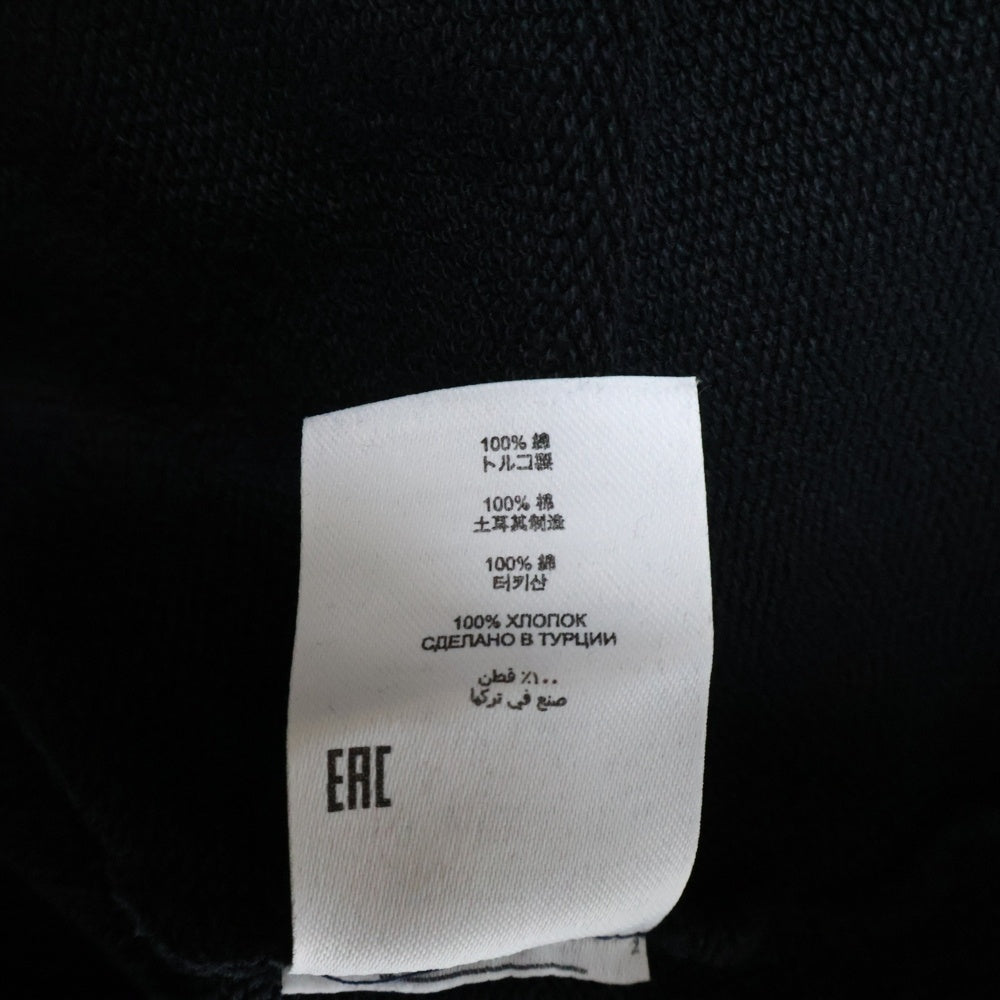 100% 綿
トルコ製
100% 棉
土耳其制造
100% 綿
터키산
100% ХЛОПОК
СДЕЛАНО В ТУРЦИИ
٪١٠٠ قطن
صنع في تركيا
EAC